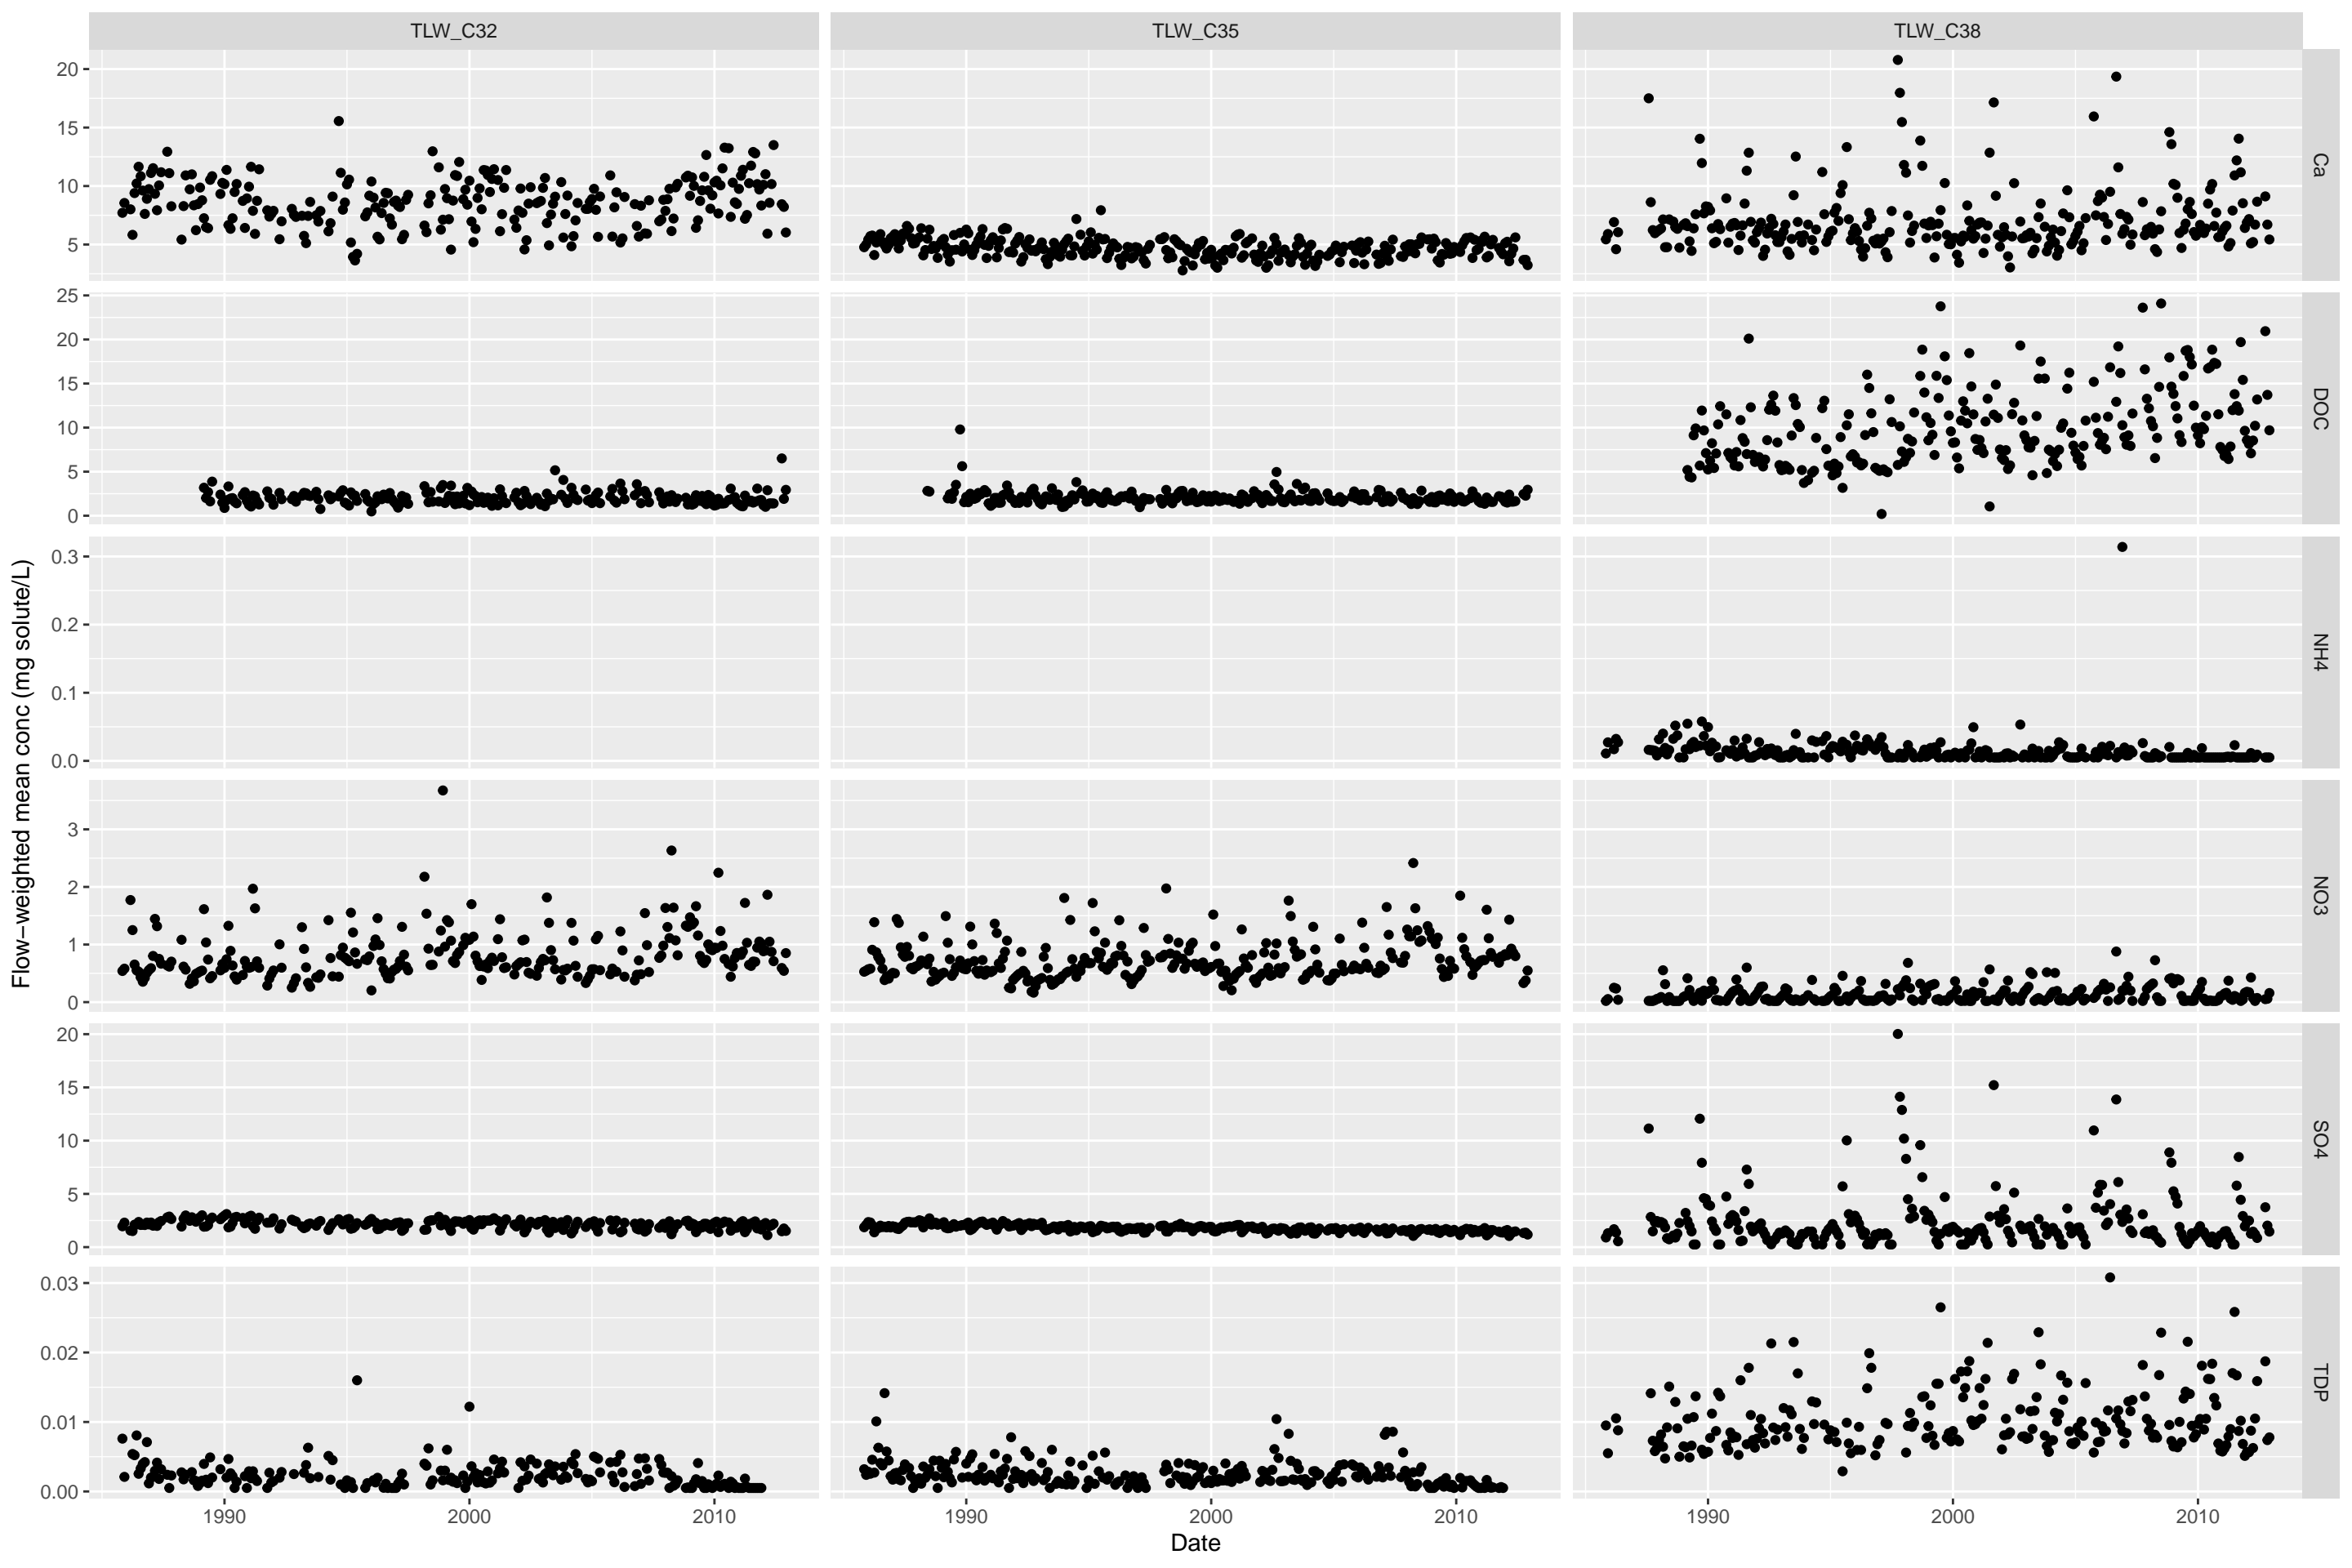 TLW_C32 TLW_C35 TLW_C38
20
15
10
5
Ca
25
20
15
10
5
0
DOC
0.3
0.2
0.1
0.0
NH4
3
2
1
0
NO3
20
15
10
5
0
SO4
0.03
0.02
0.01
0.00
TDP
Flow−weighted mean conc (mg solute/L)
1990 2000 2010 1990 2000 2010 1990 2000 2010
Date